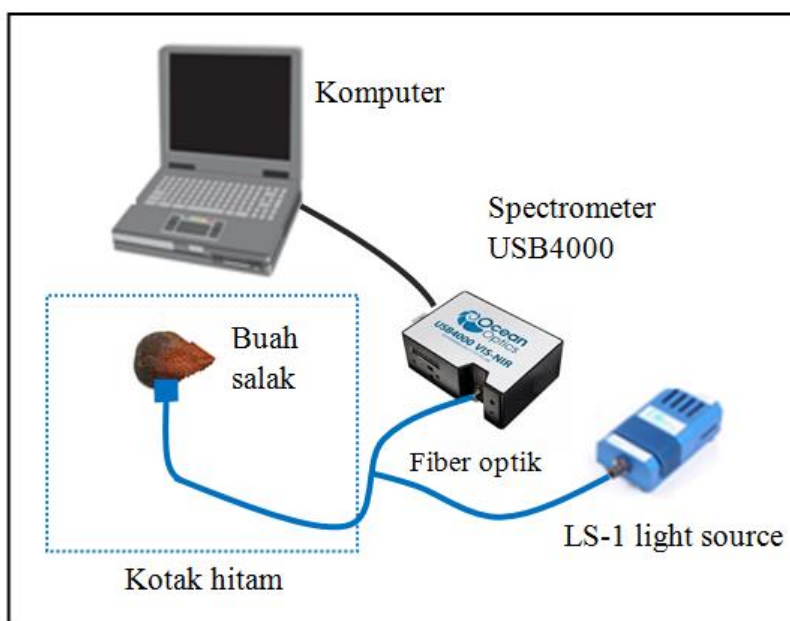 Komputer
Spectrometer
USB4000
Ocean
Optics
USB4000 VIS-NIR
Buah
salak
Fiber optik
LS-1 light source
Kotak hitam